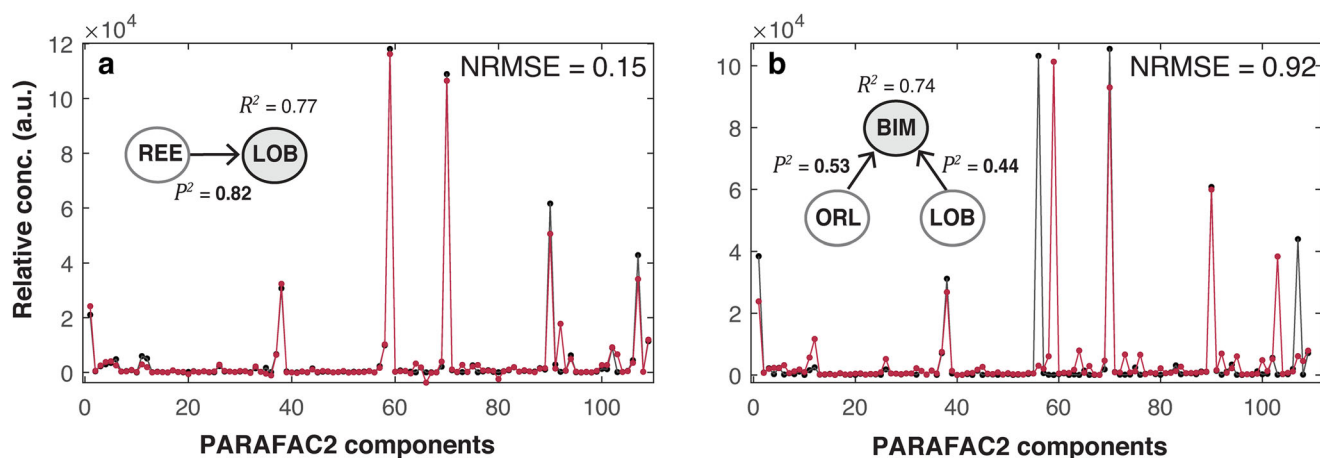 ×10⁴
12
10
8
6
4
2
0
Relative conc. (a.u.)
a
NRMSE = 0.15
R² = 0.77
REE
LOB
P² = 0.82
0
20
40
60
80
100
PARAFAC2 components
×10⁴
10
8
6
4
2
0
b
NRMSE = 0.92
R² = 0.74
BIM
P² = 0.53
P² = 0.44
ORL
LOB
0
20
40
60
80
100
PARAFAC2 components